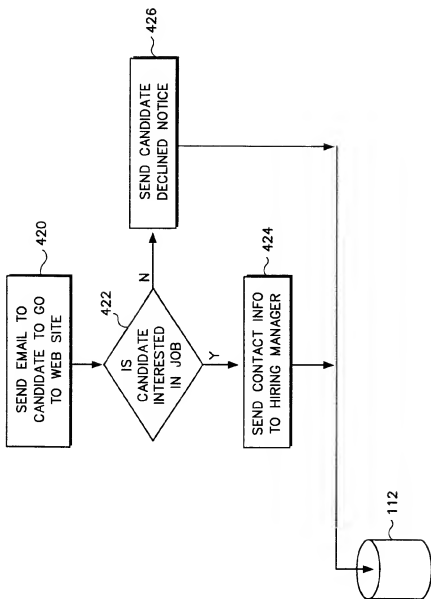 420
SEND EMAIL TO
CANDIDATE TO GO
TO WEB SITE
422
IS
CANDIDATE
INTERESTED
IN JOB
N
Y
426
SEND CANDIDATE
DECLINED NOTICE
424
SEND CONTACT INFO
TO HIRING MANAGER
112